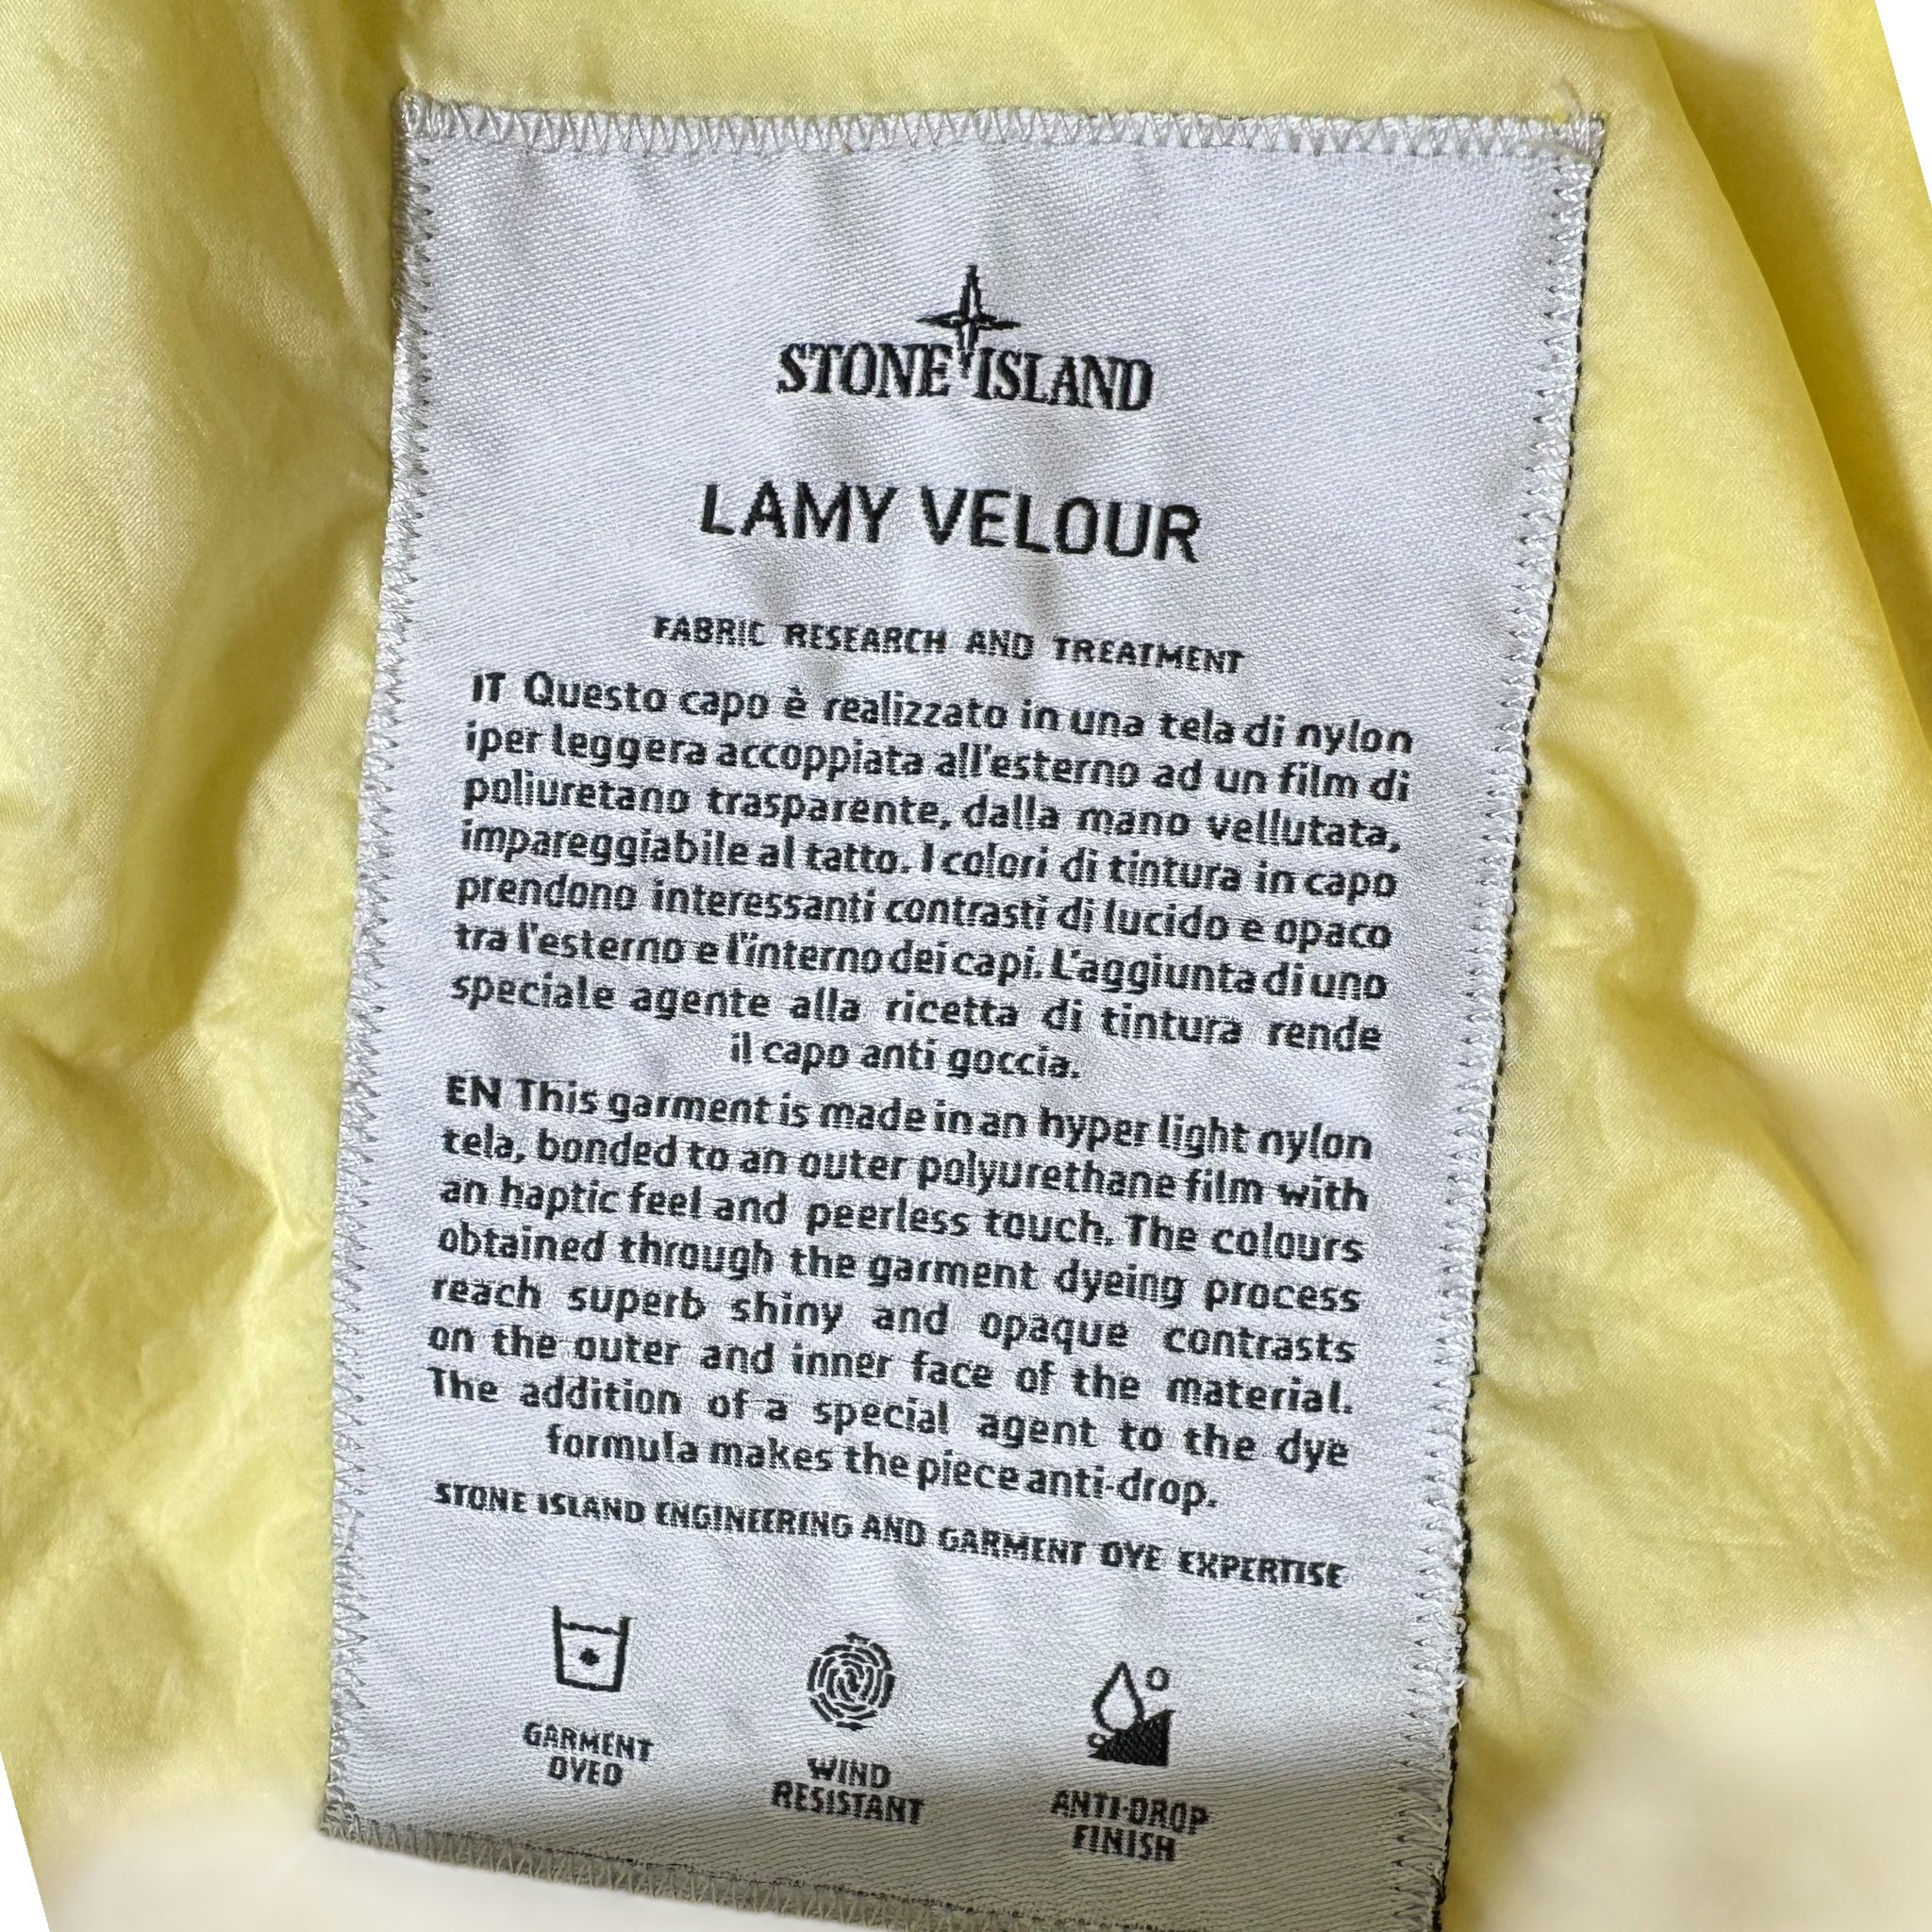 STONE ISLAND
LAMY VELOUR
FABRIC RESEARCH AND TREATMENT
IT Questo capo è realizzato in una tela di nylon
iper leggera accoppiata all'esterno ad un film di
poliuretano trasparente, dalla mano vellutata,
impareggiabile al tatto. I colori di tintura in capo
prendono interessanti contrasti di lucido e opaco
tra l'esterno e l'interno dei capi. L'aggiunta di uno
speciale agente alla ricetta di tintura rende
il capo anti goccia.
EN This garment is made in an hyper light nylon
tela, bonded to an outer polyurethane film with
an haptic feel and peerless touch. The colours
obtained through the garment dyeing process
reach superb shiny and opaque contrasts
on the outer and inner face of the material.
The addition of a special agent to the dye
formula makes the piece anti-drop.
STONE ISLAND ENGINEERING AND GARMENT DYE EXPERTISE
GARMENT
DYED
WIND
RESISTANT
ANTI-DROP
FINISH